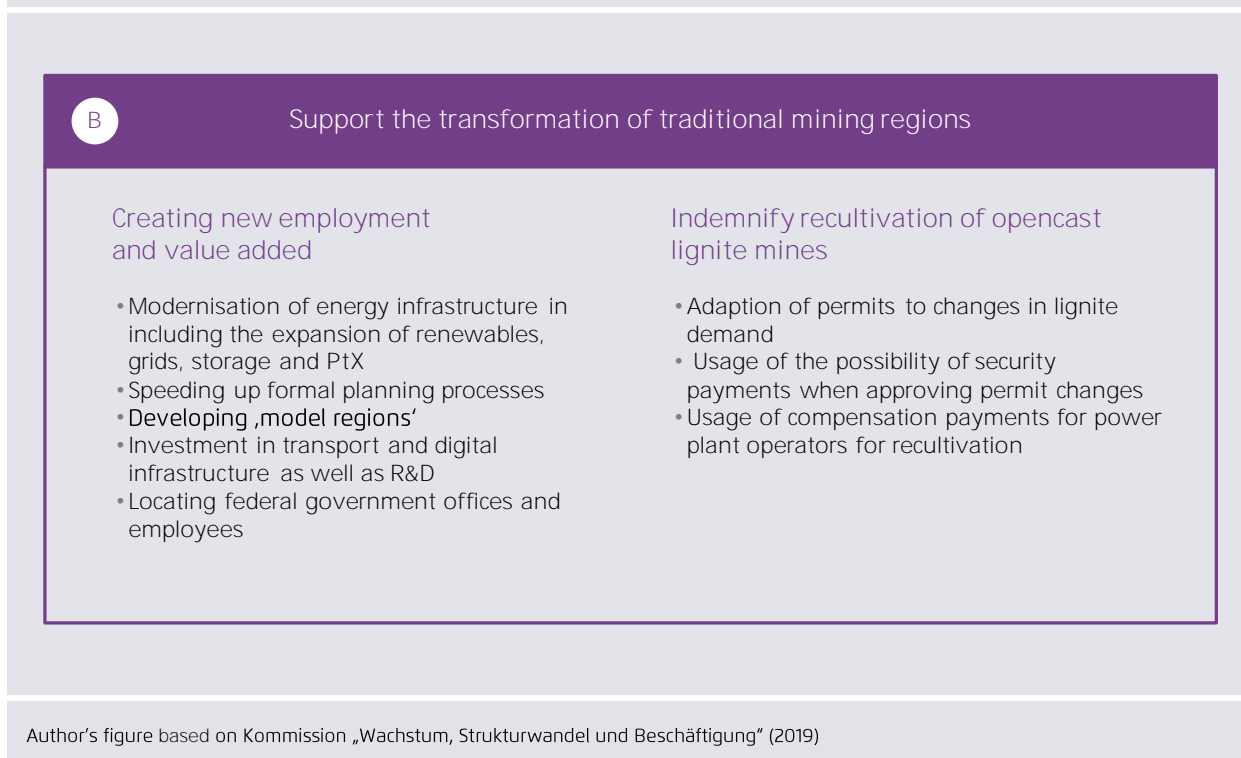 B
Support the transformation of traditional mining regions
Creating new employment
and value added
• Modernisation of energy infrastructure in
including the expansion of renewables,
grids, storage and PtX
• Speeding up formal planning processes
• Developing ‚model regions‘
• Investment in transport and digital
infrastructure as well as R&D
• Locating federal government offices and
employees
Indemnify recultivation of opencast
lignite mines
• Adaption of permits to changes in lignite
demand
• Usage of the possibility of security
payments when approving permit changes
• Usage of compensation payments for power
plant operators for recultivation
Author’s figure based on Kommission „Wachstum, Strukturwandel und Beschäftigung“ (2019)